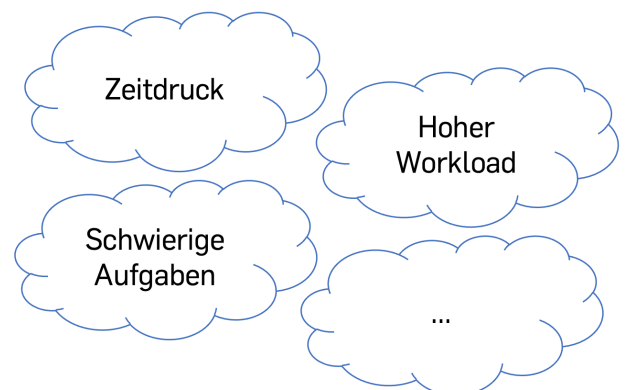 Zeitdruck
Hoher
Workload
Schwierige
Aufgaben
...